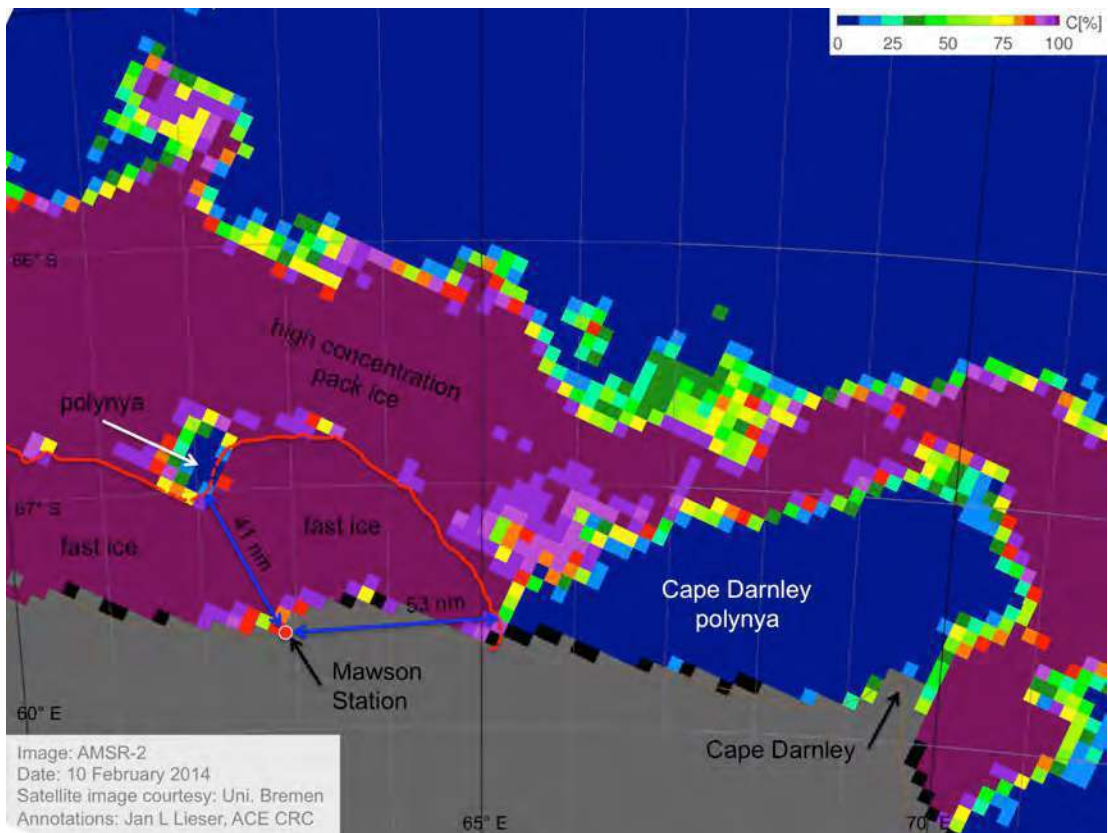 C[%]
0 25 50 75 100
66° S
high concentration
pack ice
polynya
67° S
fast ice
fast ice
41 nm
53 nm
Cape Darnley
polynya
Mawson
Station
60° E
Cape Darnley
Image: AMSR-2
Date: 10 February 2014
Satellite image courtesy: Uni. Bremen
Annotations: Jan L Lieser, ACE CRC
65° E
70° E